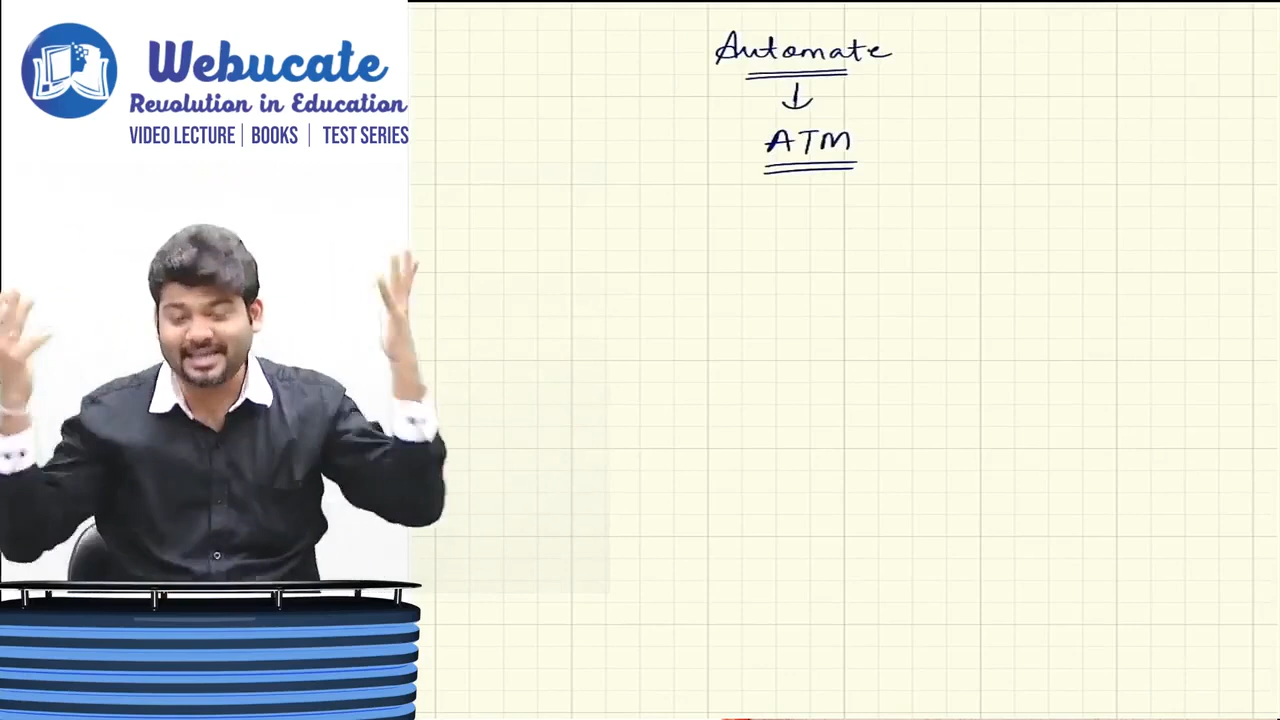 Webucate
Revolution in Education
VIDEO LECTURE | BOOKS | TEST SERIES
Automate
ATM